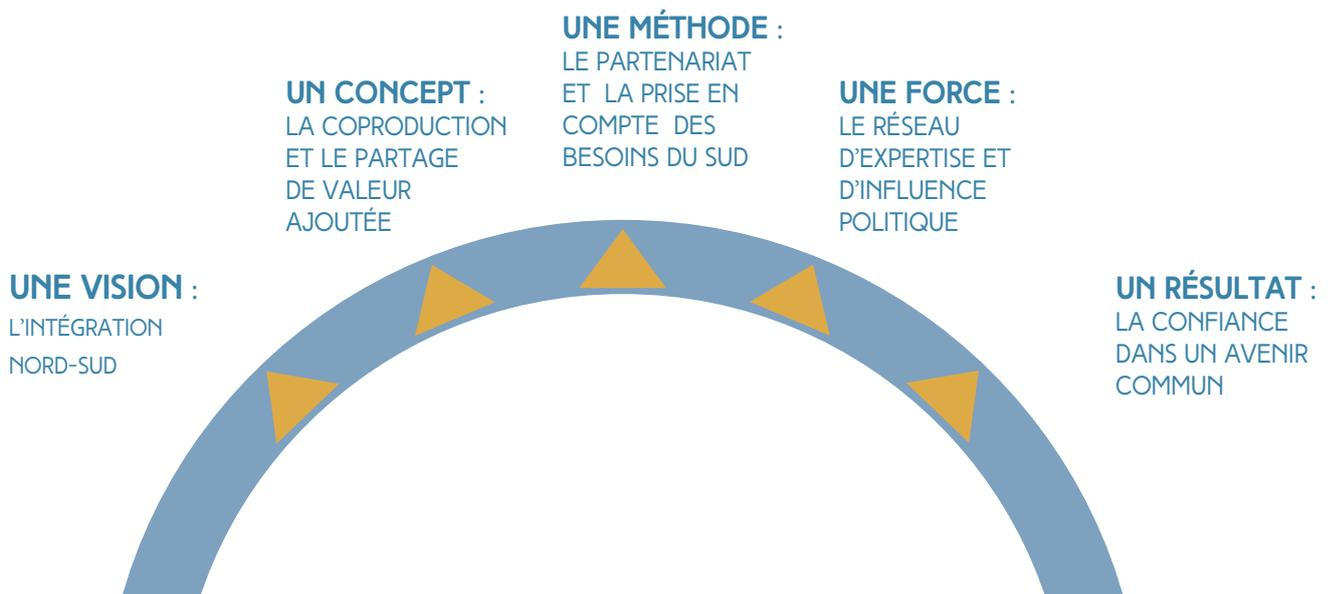 UNE VISION :
L'INTÉGRATION
NORD-SUD
UN CONCEPT :
LA COPRODUCTION
ET LE PARTAGE
DE VALEUR
AJOUTÉE
UNE MÉTHODE :
LE PARTENARIAT
ET LA PRISE EN
COMPTE DES
BESOINS DU SUD
UNE FORCE :
LE RÉSEAU
D'EXPERTISE ET
D'INFLUENCE
POLITIQUE
UN RÉSULTAT :
LA CONFIANCE
DANS UN AVENIR
COMMUN